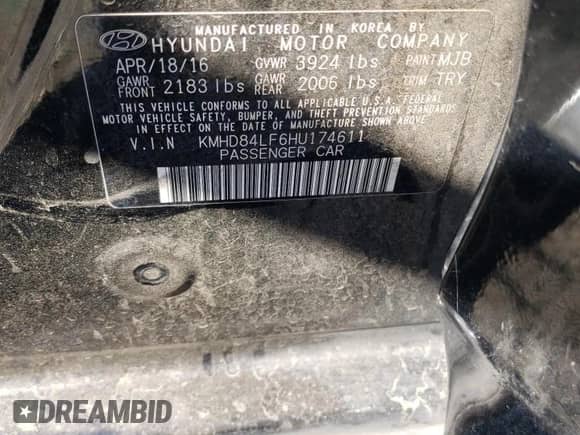 MANUFACTURED IN KOREA BY
HYUNDAI MOTOR COMPANY
APR/18/16 GVWR 3924 lbs PAINT MJB
GAWR FRONT 2183 lbs GAWR REAR 2006 lbs TRIM TRY
THIS VEHICLE CONFORMS TO ALL APPLICABLE U.S.A. FEDERAL
MOTOR VEHICLE SAFETY, BUMPER, AND THEFT PREVENTION STANDARDS
IN EFFECT ON THE DATE OF MANUFACTURE SHOWN ABOVE.
V.I.N KMHD84LF6HU174611
PASSENGER CAR
DREAMBID